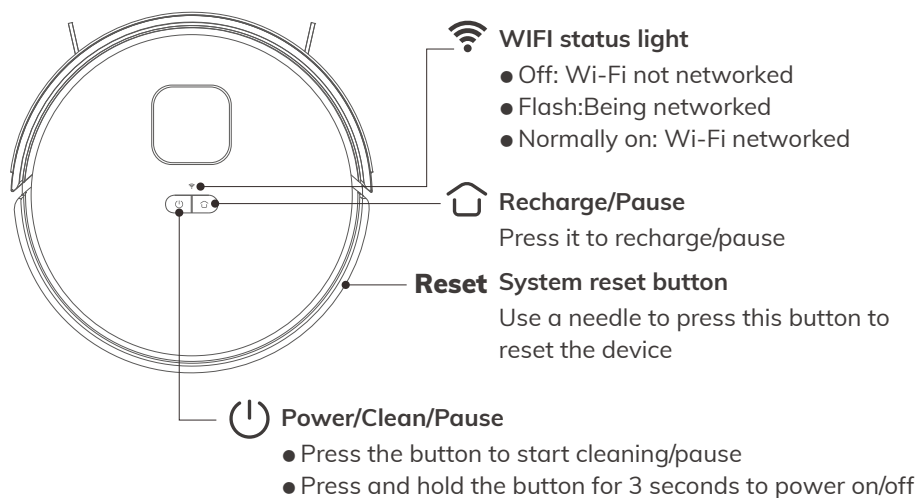 WIFI status light
● Off: Wi-Fi not networked
● Flash:Being networked
● Normally on: Wi-Fi networked
Recharge/Pause
Press it to recharge/pause
Reset System reset button
Use a needle to press this button to
reset the device
Power/Clean/Pause
● Press the button to start cleaning/pause
● Press and hold the button for 3 seconds to power on/off